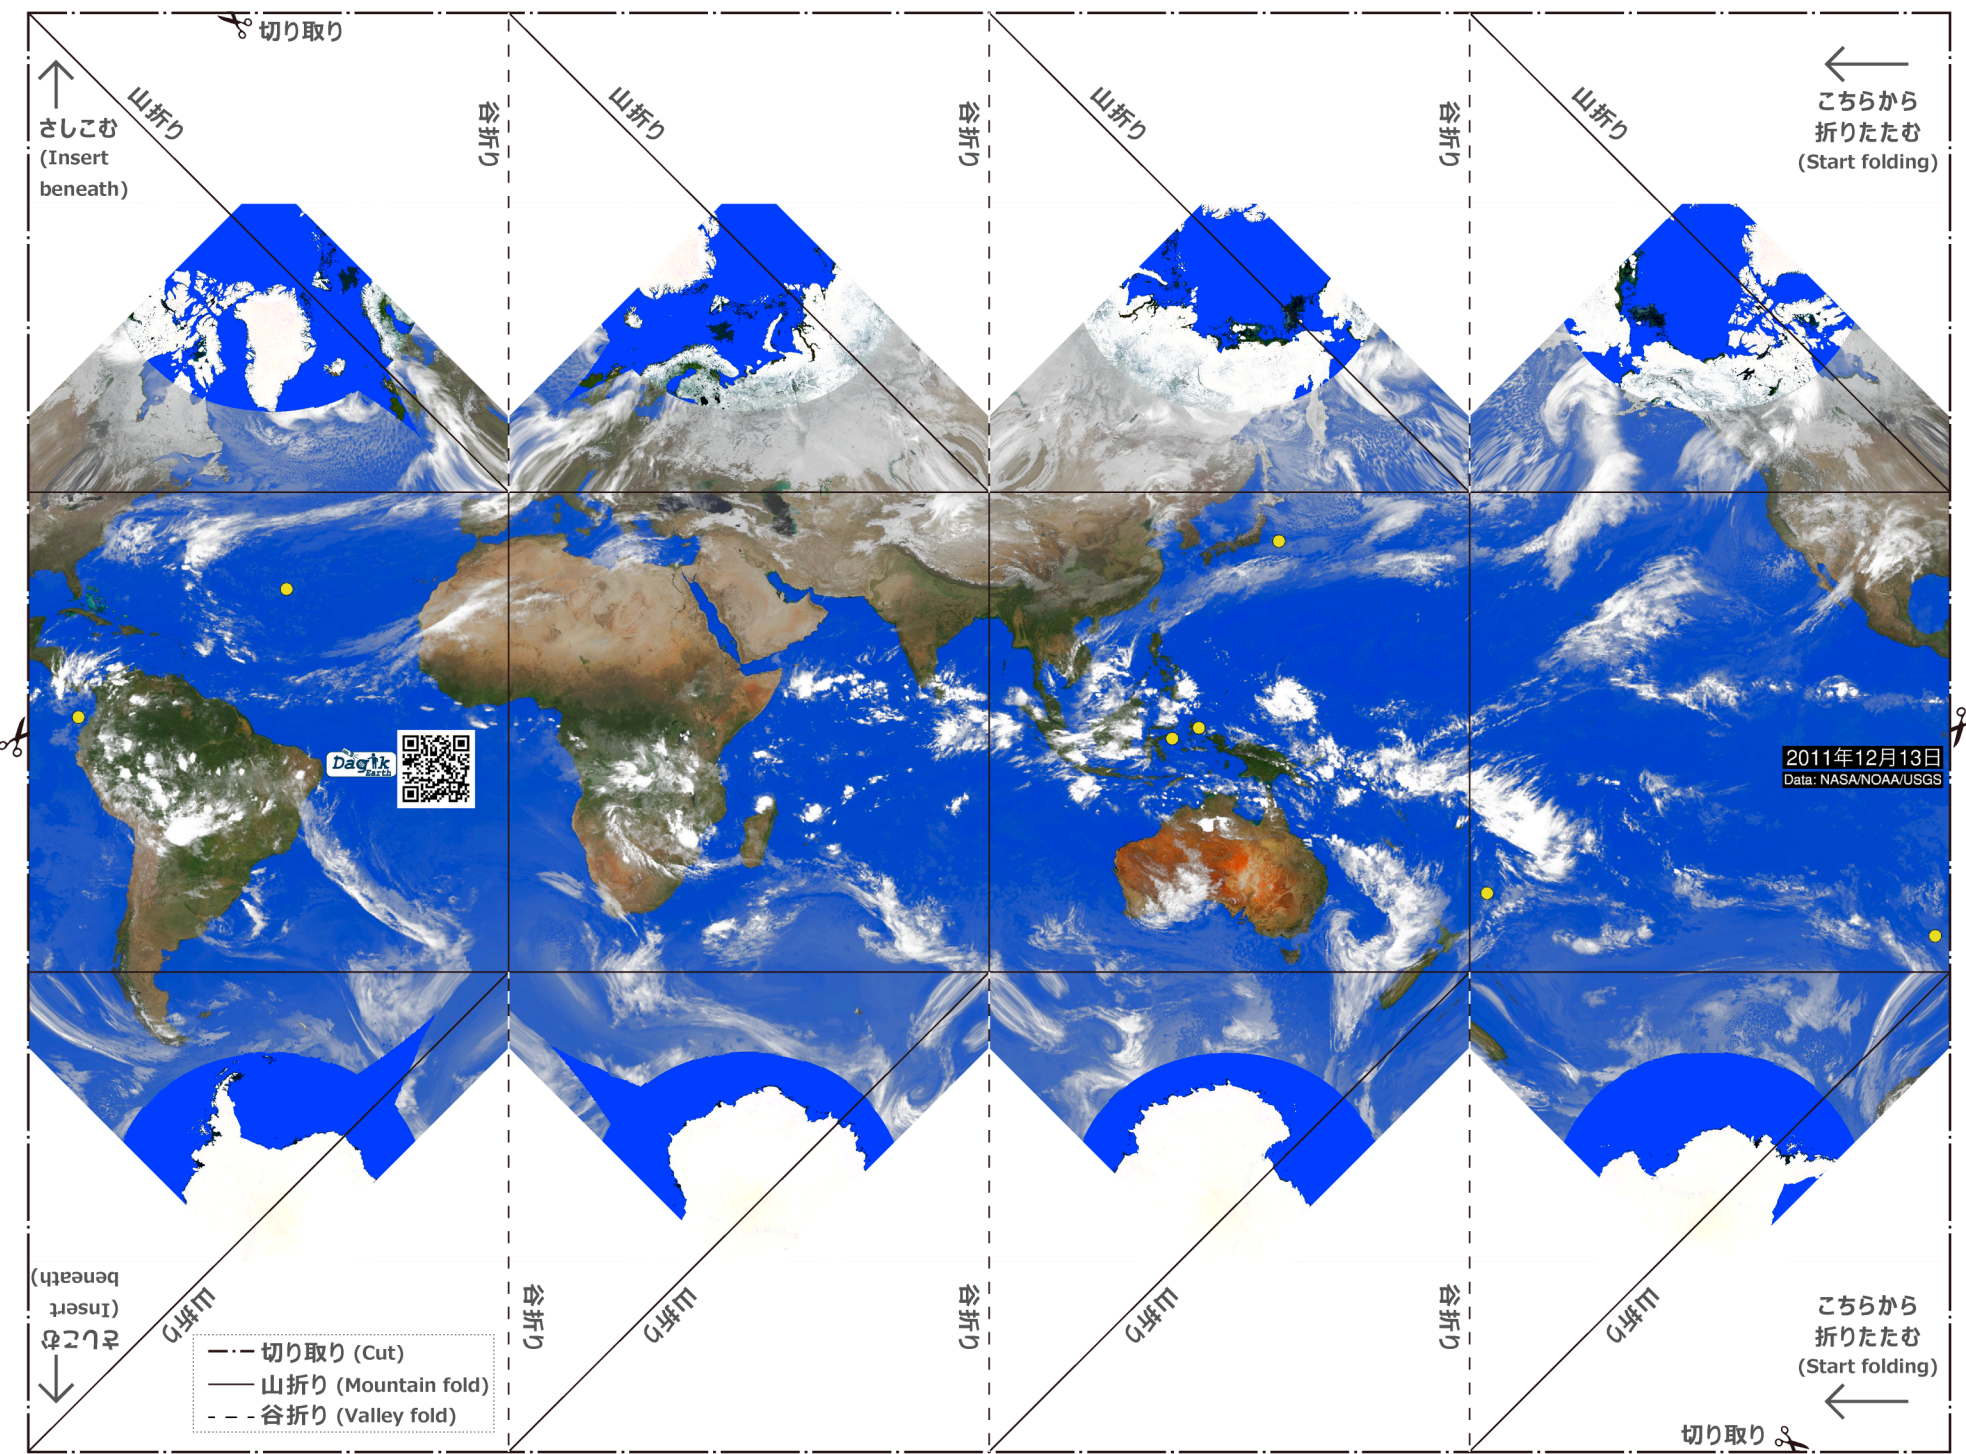 切り取り
さしこむ
(Insert
beneath)
山折り
谷折り
山折り
谷折り
山折り
谷折り
山折り
こちらから
折りたたむ
(Start folding)
Dagik
Earth
2011年12月13日
Data: NASA/NOAA/USGS
さしこむ
(Insert
beneath)
山折り
谷折り
山折り
谷折り
山折り
谷折り
山折り
こちらから
折りたたむ
(Start folding)
切り取り (Cut)
山折り (Mountain fold)
谷折り (Valley fold)
切り取り